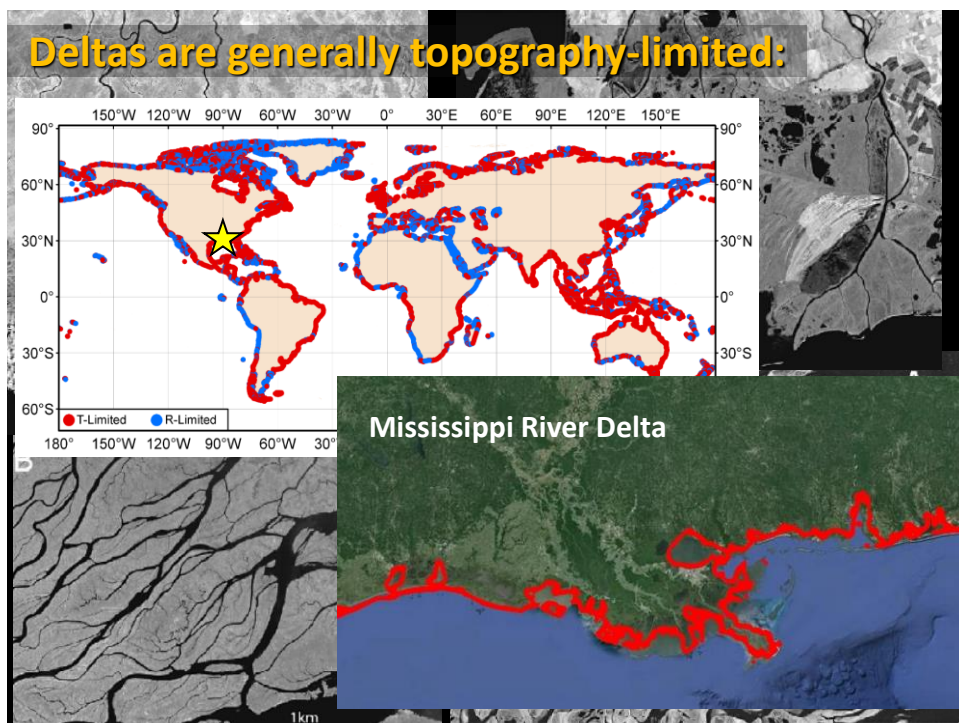 Deltas are generally topography-limited:
150°W 120°W 90°W 60°W 30°W 0° 30°E 60°E 90°E 120°E 150°E
90° 90°
60°N 60°N
30°N 30°N
0° 0°
30°S 30°S
60°S
T-Limited R-Limited
180° 150°W 120°W 90°W 60°W
Mississippi River Delta
B
1km